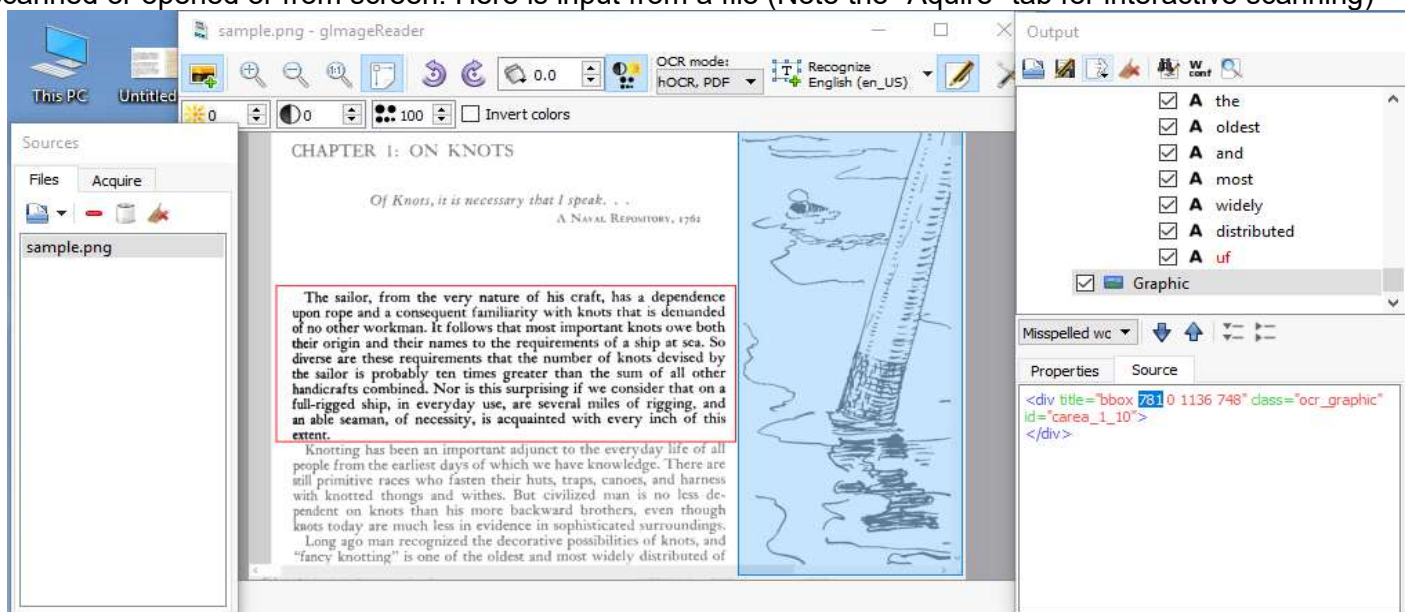 scanned or opened or from screen. Here is input from a file (Note the "Aquire" tab for interactive scanning)
This PC
Untitled
sample.png - gImageReader
0.0
OCR mode:
hOCR, PDF
Recognize
English (en_US)
0
0
100
Invert colors
Sources
Files
Acquire
sample.png
CHAPTER 1: ON KNOTS
Of Knots, it is necessary that I speak. . .
A NAVAL REPOSITORY, 1762
The sailor, from the very nature of his craft, has a dependence
upon rope and a consequent familiarity with knots that is demanded
of no other workman. It follows that most important knots owe both
their origin and their names to the requirements of a ship at sea. So
diverse are these requirements that the number of knots devised by
the sailor is probably ten times greater than the sum of all other
handicrafts combined. Nor is this surprising if we consider that on a
full-rigged ship, in everyday use, are several miles of rigging, and
an able seaman, of necessity, is acquainted with every inch of this
extent.
Knotting has been an important adjunct to the everyday life of all
people from the earliest days of which we have knowledge. There are
still primitive races who fasten their huts, traps, canoes, and harness
with knotted thongs and withes. But civilized man is no less de-
pendent on knots than his more backward brothers, even though
knots today are much less in evidence in sophisticated surroundings.
Long ago man recognized the decorative possibilities of knots, and
"fancy knotting" is one of the oldest and most widely distributed of
Output
W conf
A the
A oldest
A and
A most
A widely
A distributed
A uf
Graphic
Misspelled wc
Properties
Source
<div title="bbox 781 0 1136 748" class="ocr_graphic"
id="carea_1_10">
</div>